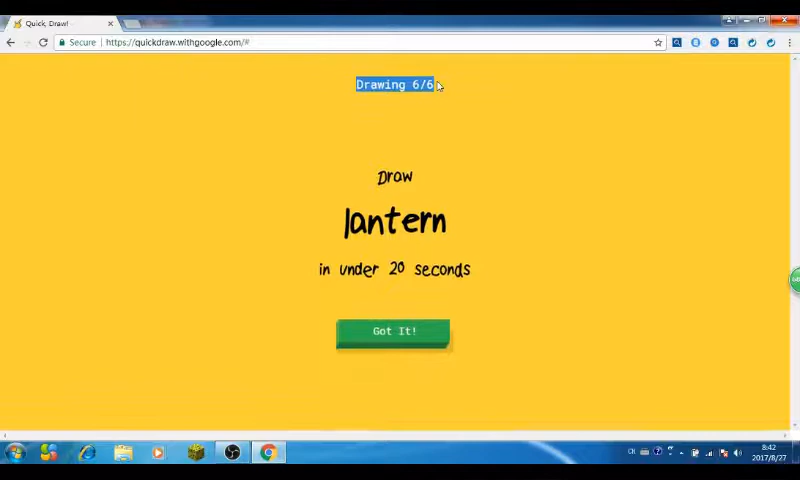 Quick, Draw!
Secure
https://quickdraw.withgoogle.com/#
Drawing 6/6
Draw
lantern
in under 20 seconds
Got It!
8:42
2017/8/27